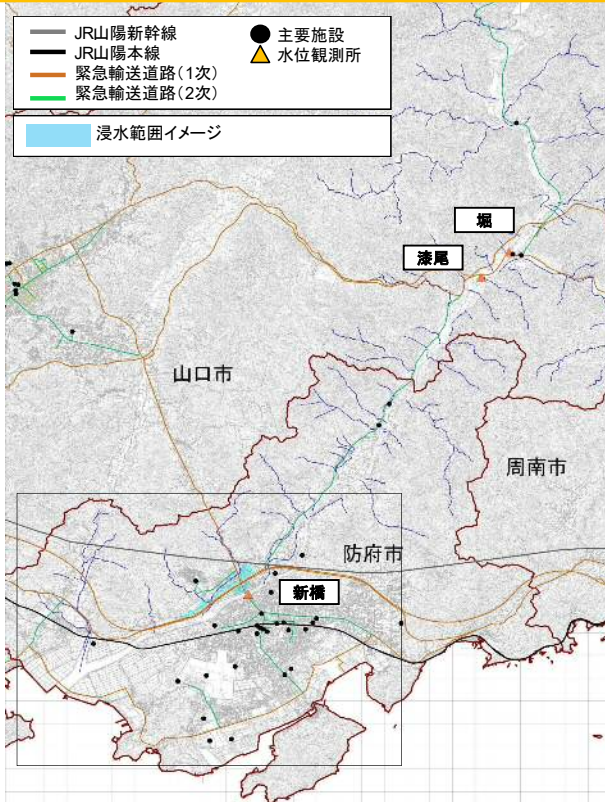 JR山陽新幹線
JR山陽本線
緊急輸送道路(1次)
緊急輸送道路(2次)
主要施設
水位観測所
浸水範囲イメージ
堀
漆尾
山口市
周南市
防府市
新橋